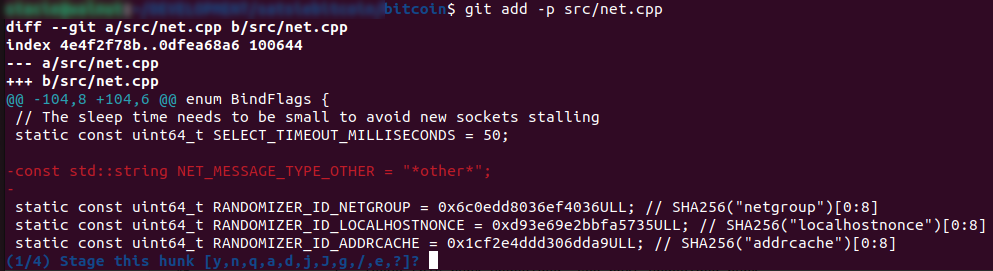 bitcoin$ git add -p src/net.cpp
diff --git a/src/net.cpp b/src/net.cpp
index 4e4f2f78b..0dfea68a6 100644
--- a/src/net.cpp
+++ b/src/net.cpp
@@ -104,8 +104,6 @@ enum BindFlags {
 // The sleep time needs to be small to avoid new sockets stalling
 static const uint64_t SELECT_TIMEOUT_MILLISECONDS = 50;
-const std::string NET_MESSAGE_TYPE_OTHER = "*other*";
-
 static const uint64_t RANDOMIZER_ID_NETGROUP = 0x6c0edd8036ef4036ULL; // SHA256("netgroup")[0:8]
 static const uint64_t RANDOMIZER_ID_LOCALHOSTNONCE = 0xd93e69e2bbfa5735ULL; // SHA256("localhostnonce")[0:8]
 static const uint64_t RANDOMIZER_ID_ADDRCACHE = 0x1cf2e4ddd306dda9ULL; // SHA256("addrcache")[0:8]
(1/4) Stage this hunk [y,n,q,a,d,j,J,g,/,e,?]?